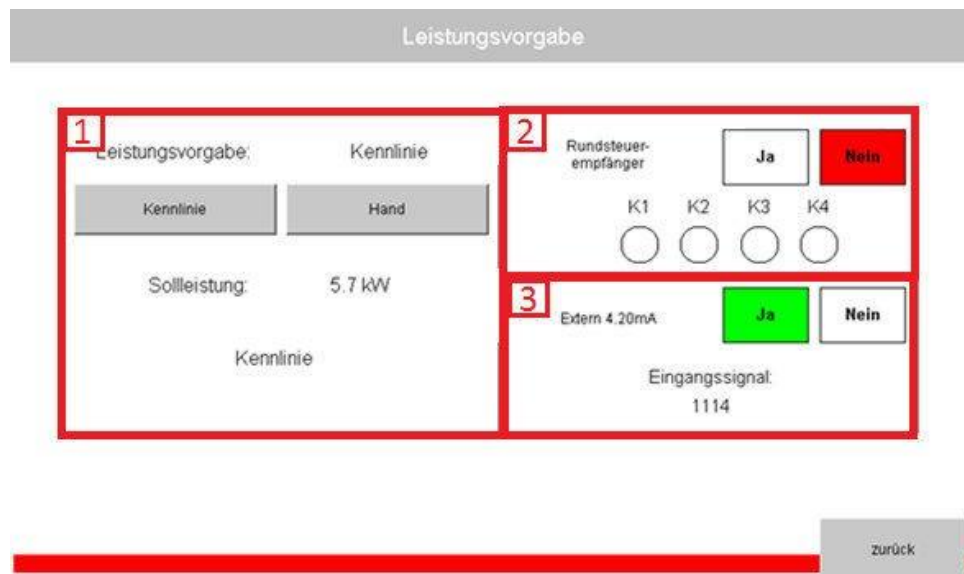 Leistungsvorgabe
1
Leistungsvorgabe: Kennlinie
Kennlinie Hand
Sollleistung: 5.7 kW
Kennlinie
2
Rundsteuer-
empfänger
Ja Nein
K1 K2 K3 K4
3
Extern 4.20mA Ja Nein
Eingangssignal:
1114
zurück